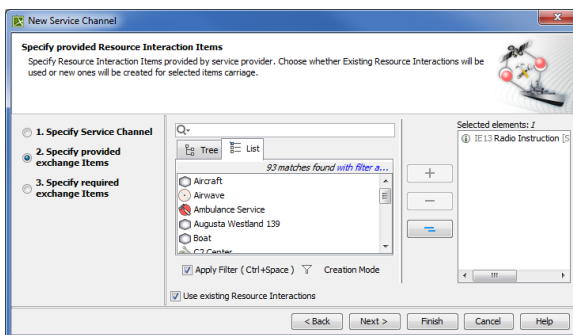 New Service Channel
Specify provided Resource Interaction Items
Specify Resource Interaction Items provided by service provider. Choose whether Existing Resource Interactions will be
used or new ones will be created for selected items carriage.
1. Specify Service Channel
2. Specify provided
exchange Items
3. Specify required
exchange Items
Tree
List
93 matches found with filter a...
Aircraft
Airwave
Ambulance Service
Augusta Westland 139
Boat
C2 Center
Apply Filter ( Ctrl+Space )
Creation Mode
Use existing Resource Interactions
Selected elements: 1
IE13 Radio Instruction [S
< Back
Next >
Finish
Cancel
Help